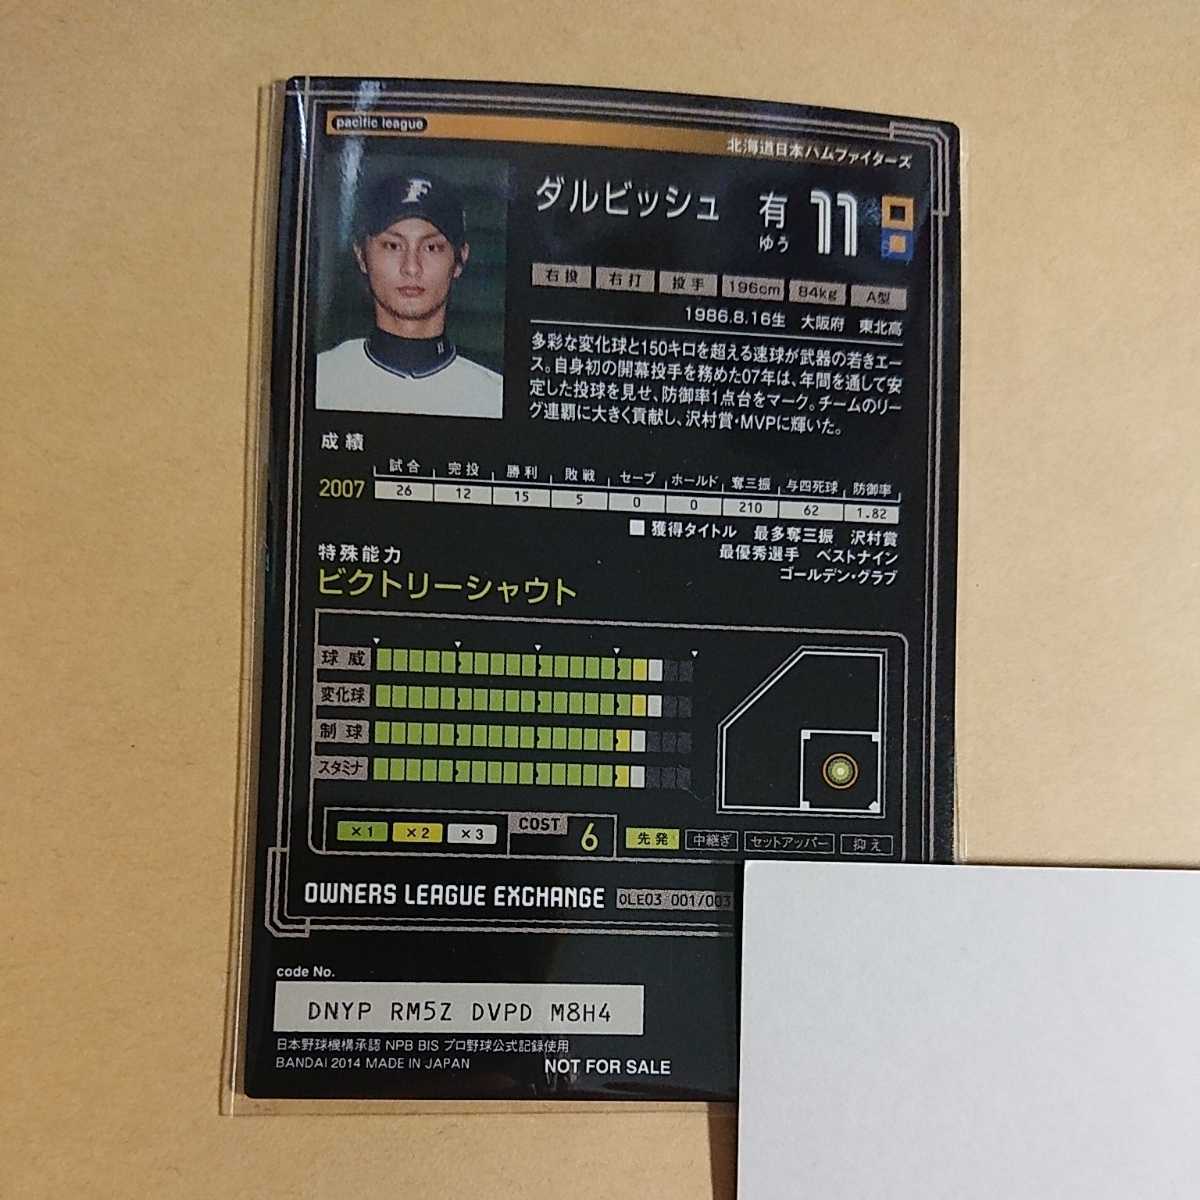 pacific league
北海道日本ハムファイターズ
F
ダルビッシュ 有 11
ゆう
右投 右打 投手 196cm 84kg A型
1986.8.16生 大阪府 東北高
多彩な変化球と150キロを超える速球が武器の若きエー
ス。自身初の開幕投手を務めた07年は、年間を通して安
定した投球を見せ、防御率1点台をマーク。チームのリー
グ連覇に大きく貢献し、沢村賞・MVPに輝いた。
成績
試合 完投 勝利 敗戦 セーブ ホールド 奪三振 与四死球 防御率
2007 26 12 15 5 0 0 210 62 1.82
■獲得タイトル 最多奪三振 沢村賞
最優秀選手 ベストナイン
ゴールデン・グラブ
特殊能力
ビクトリーシャウト
球威
変化球
制球
スタミナ
×1 ×2 ×3 COST 6 先発 中継ぎ セットアッパー 抑え
OWNERS LEAGUE EXCHANGE OLE03 001/003
code No.
DNYP RM5Z DVPD M8H4
日本野球機構承認 NPB BIS プロ野球公式記録使用
BANDAI 2014 MADE IN JAPAN NOT FOR SALE